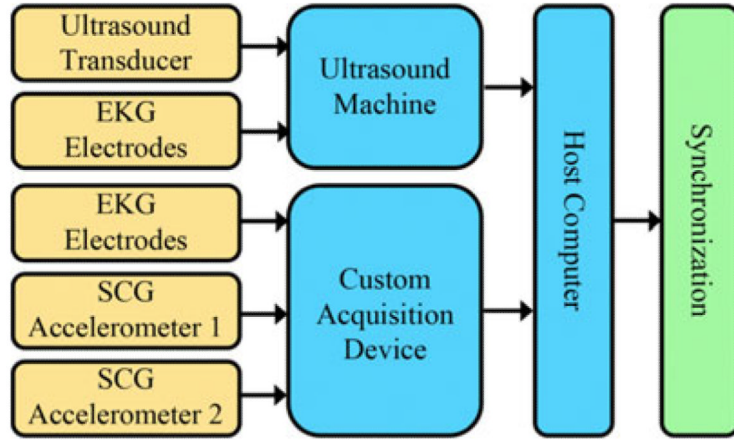 Ultrasound
Transducer
EKG
Electrodes
EKG
Electrodes
SCG
Accelerometer 1
SCG
Accelerometer 2
Ultrasound
Machine
Custom
Acquisition
Device
Host Computer
Synchronization